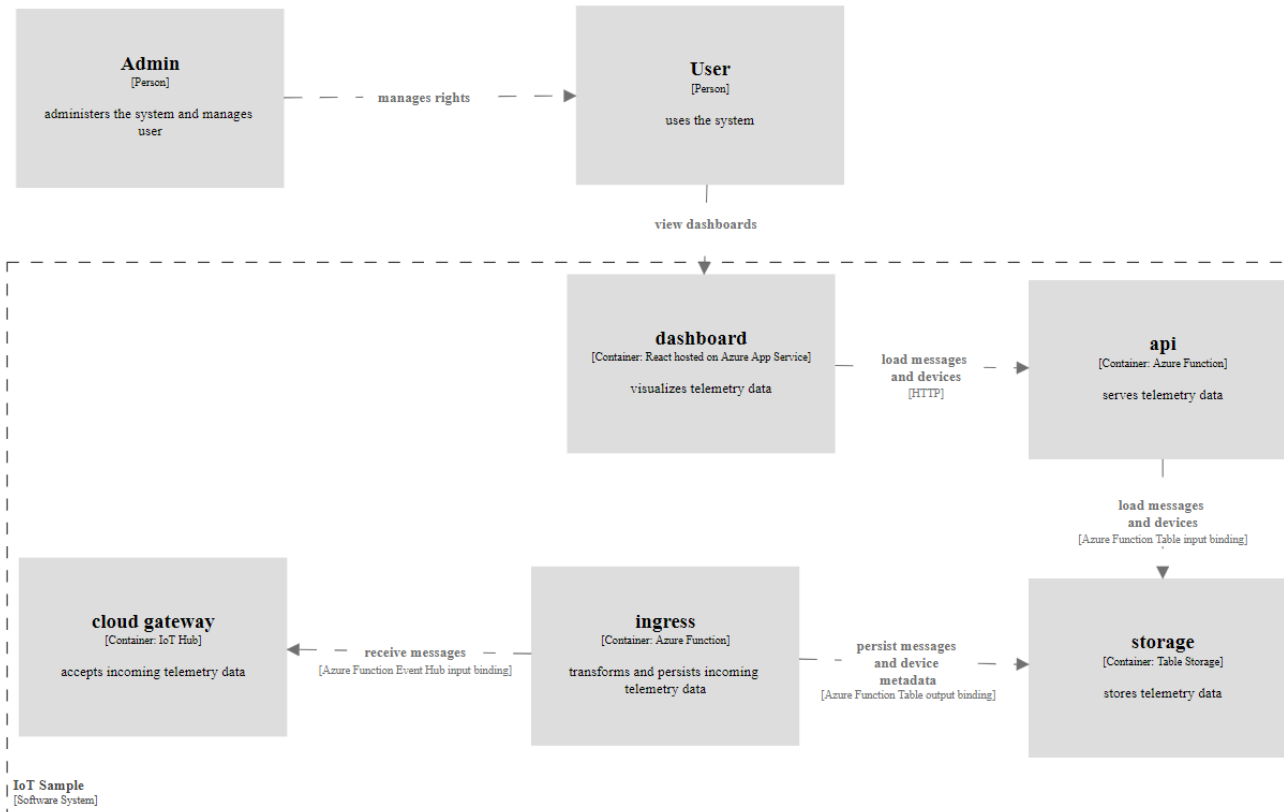 Admin
[Person]
administers the system and manages
user
manages rights
User
[Person]
uses the system
view dashboards
dashboard
[Container: React hosted on Azure App Service]
visualizes telemetry data
load messages
and devices
[HTTP]
api
[Container: Azure Function]
serves telemetry data
load messages
and devices
[Azure Function Table input binding]
cloud gateway
[Container: IoT Hub]
accepts incoming telemetry data
receive messages
[Azure Function Event Hub input binding]
ingress
[Container: Azure Function]
transforms and persists incoming
telemetry data
persist messages
and device
metadata
[Azure Function Table output binding]
storage
[Container: Table Storage]
stores telemetry data
IoT Sample
[Software System]